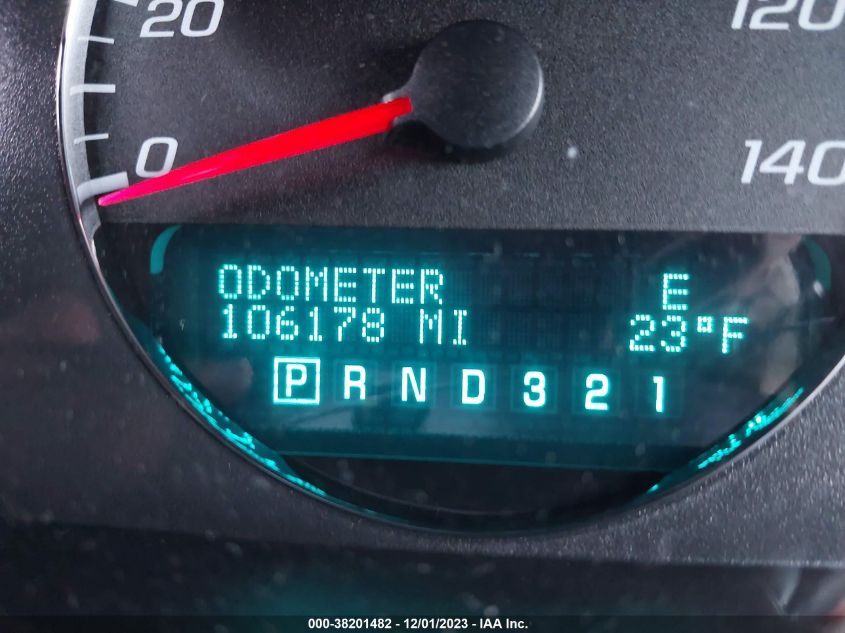 20
120
0
140
ODOMETER E
106178 MI 23°F
P R N D 3 2 1
000-38201482 - 12/01/2023 - IAA Inc.